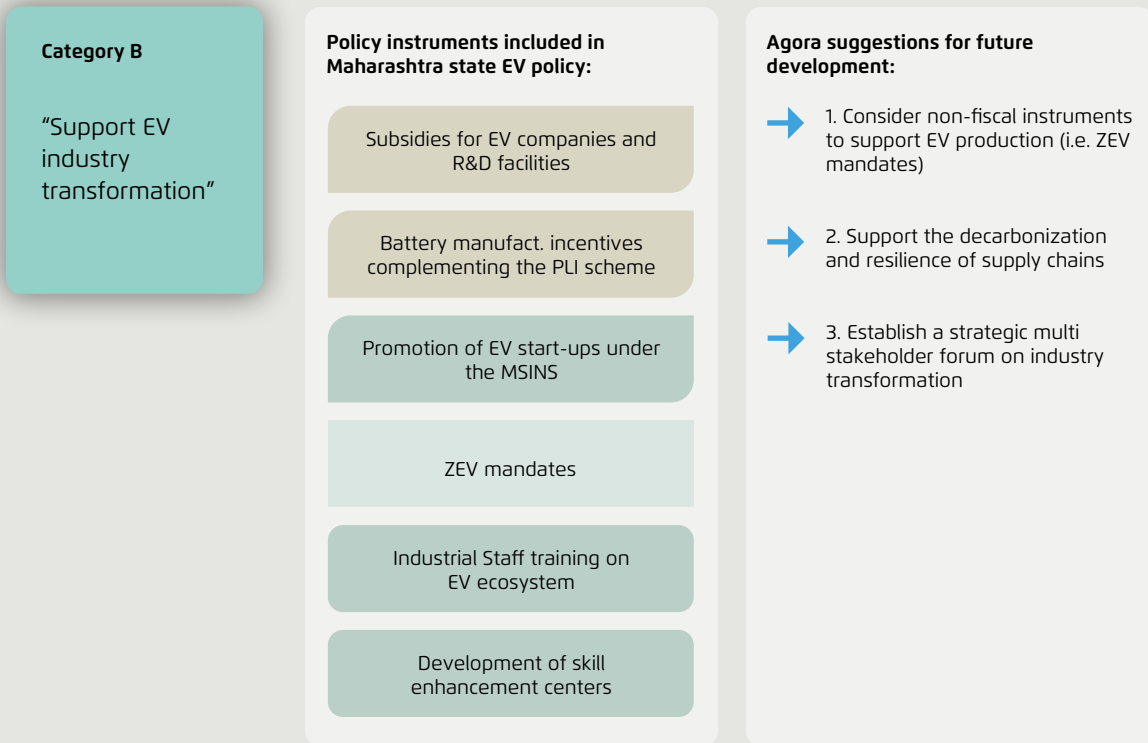 Category B
“Support EV
industry
transformation”
Policy instruments included in
Maharashtra state EV policy:
Subsidies for EV companies and
R&D facilities
Battery manufact. incentives
complementing the PLI scheme
Promotion of EV start-ups under
the MSINS
ZEV mandates
Industrial Staff training on
EV ecosystem
Development of skill
enhancement centers
Agora suggestions for future
development:
1. Consider non-fiscal instruments
to support EV production (i.e. ZEV
mandates)
2. Support the decarbonization
and resilience of supply chains
3. Establish a strategic multi
stakeholder forum on industry
transformation